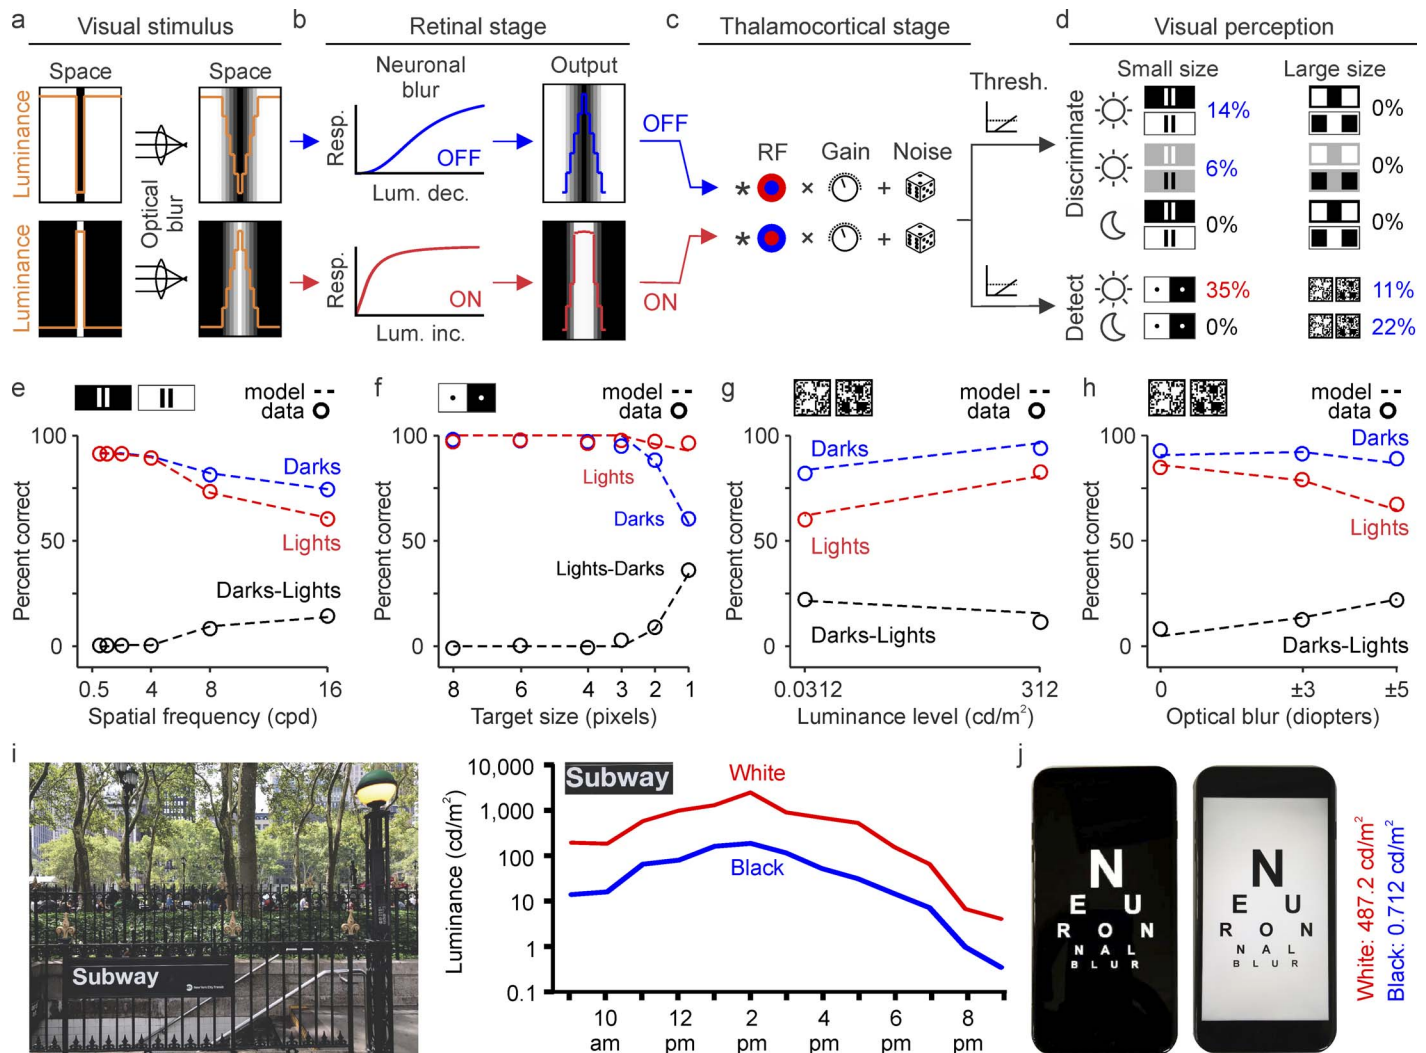 a Visual stimulus b Retinal stage c Thalamocortical stage d Visual perception
Space Space Neuronal blur Output Thresh. Small size Large size
Luminance
Optical blur
Resp.
OFF
Lum. dec.
OFF
RF Gain Noise
* × +
* × +
Luminance
Resp.
ON
Lum. inc.
ON
Discriminate
14% 0%
6% 0%
0% 0%
Detect
35% 11%
0% 22%
e
model
data
100
50
0
Percent correct
Darks
Lights
Darks-Lights
0.5 4 8 16
Spatial frequency (cpd)
f
model
data
100
50
0
Percent correct
Lights
Darks
Lights-Darks
8 6 4 3 2 1
Target size (pixels)
g
model
data
100
50
0
Percent correct
Darks
Lights
Darks-Lights
0.0312 312
Luminance level (cd/m²)
h
model
data
100
50
0
Percent correct
Darks
Lights
Darks-Lights
0 ±3 ±5
Optical blur (diopters)
i
Subway
Luminance (cd/m²)
10,000
1,000
100
10
1
0.1
Subway
White
Black
10 am 12 pm 2 pm 4 pm 6 pm 8 pm
j
N
E U
R O N
N A L
B L U R
N
E U
R O N
N A L
B L U R
White: 487.2 cd/m²
Black: 0.712 cd/m²